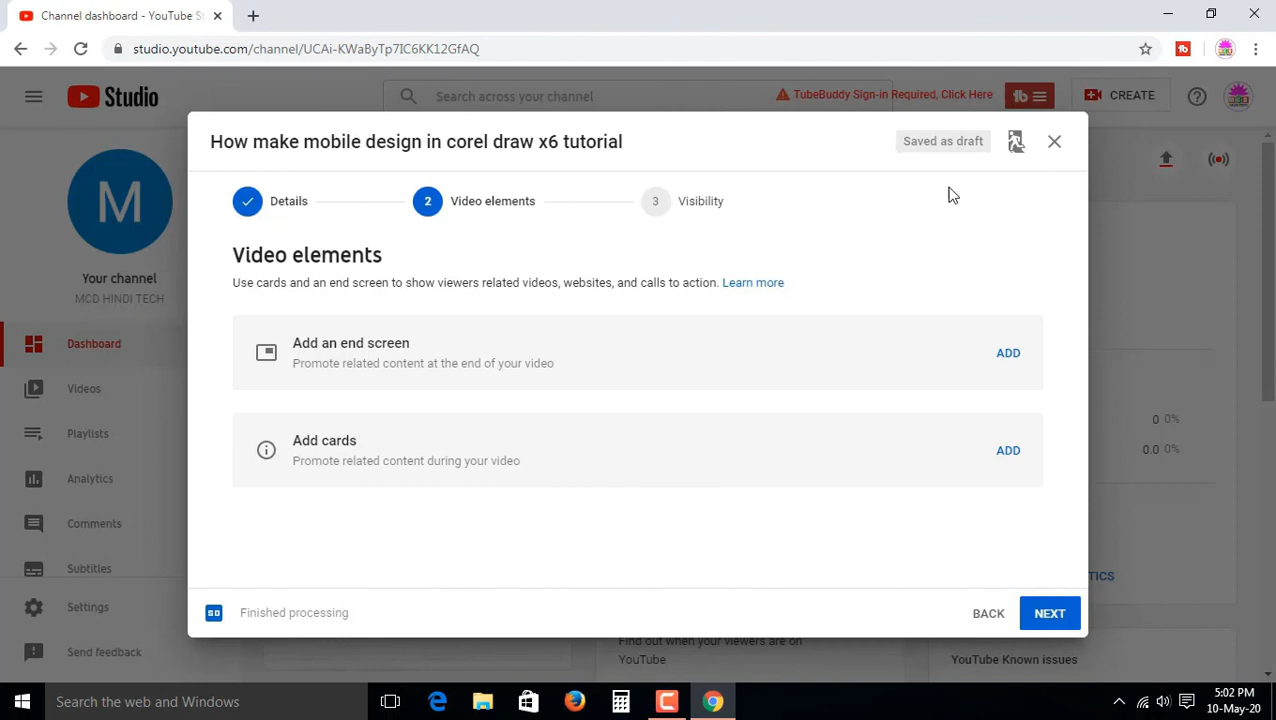 Channel dashboard - YouTube St
studio.youtube.com/channel/UCAi-KWaByTp7IC6KK12GfAQ
Studio
Search across your channel
TubeBuddy Sign-in Required, Click Here
tb
CREATE
How make mobile design in corel draw x6 tutorial
Saved as draft
Details
2
Video elements
3
Visibility
Video elements
Use cards and an end screen to show viewers related videos, websites, and calls to action. Learn more
Add an end screen
Promote related content at the end of your video
ADD
Add cards
Promote related content during your video
ADD
SD
Finished processing
BACK
NEXT
M
Your channel
MCD HINDI TECH
Dashboard
Videos
Playlists
Analytics
Comments
Subtitles
Settings
Send feedback
0 0%
0.0 0%
TICS
Find out when your viewers are on
YouTube
YouTube Known issues
Search the web and Windows
5:02 PM
10-May-20